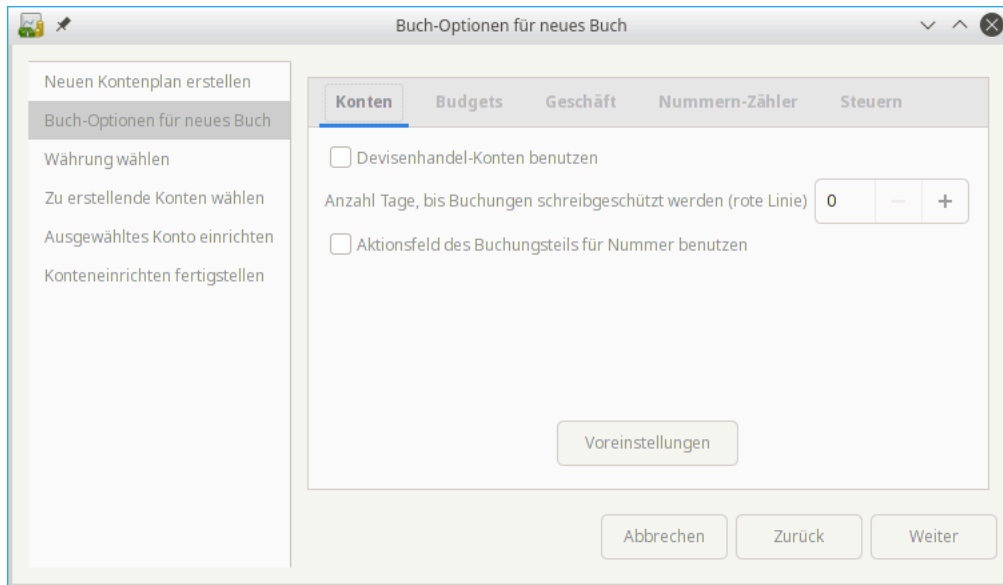 Buch-Optionen für neues Buch
Neuen Kontenplan erstellen
Buch-Optionen für neues Buch
Währung wählen
Zu erstellende Konten wählen
Ausgewähltes Konto einrichten
Konteneinrichten fertigstellen
Konten Budgets Geschäft Nummern-Zähler Steuern
Devisenhandel-Konten benutzen
Anzahl Tage, bis Buchungen schreibgeschützt werden (rote Linie) 0
Aktionsfeld des Buchungsteils für Nummer benutzen
Voreinstellungen
Abbrechen Zurück Weiter